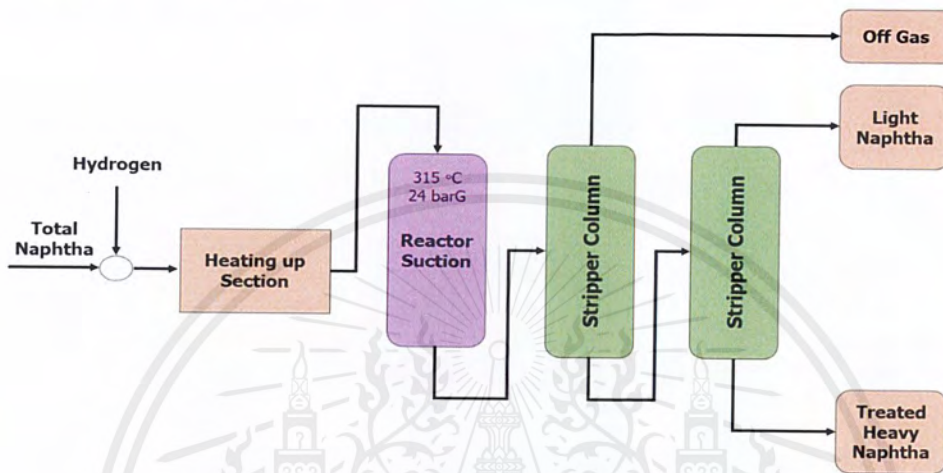 Off Gas
Light
Naphtha
Hydrogen
Total
Naphtha
Heating up
Section
315 °C
24 barG
Reactor
Suction
Stripper Column
Stripper Column
Treated
Heavy
Naphtha